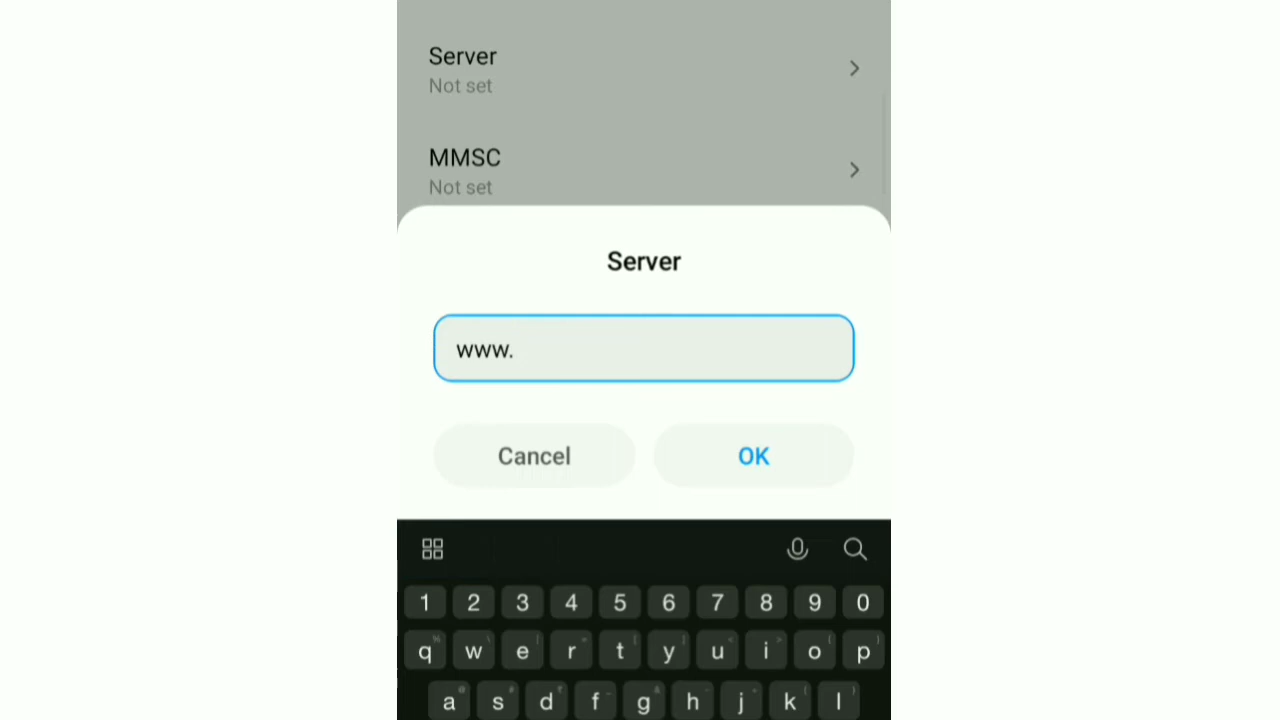 Server
Not set
MMSC
Not set
Server
www.
Cancel
OK
1 2 3 4 5 6 7 8 9 0
q w e r t y u i o p
a s d f g h j k l